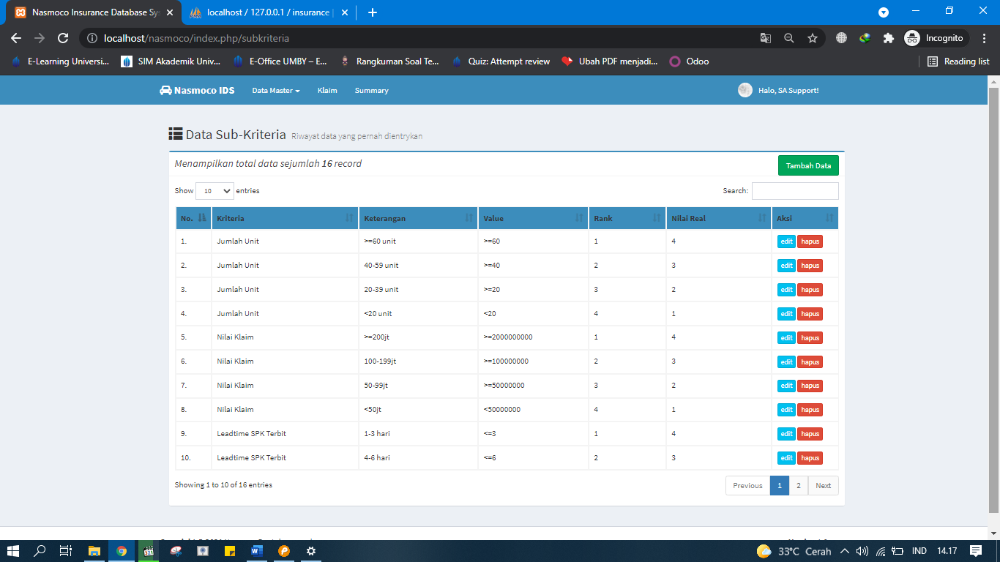 Nasmoco Insurance Database Sy
localhost / 127.0.0.1 / insurance |
localhost/nasmoco/index.php/subkriteria
Incognito
E-Learning Universi...
SIM Akademik Univ...
E-Office UMBY – E...
Rangkuman Soal Te...
Quiz: Attempt review
Ubah PDF menjadi...
Odoo
Reading list
Nasmoco IDS
Data Master
Klaim
Summary
Halo, SA Support!
Data Sub-Kriteria Riwayat data yang pernah dientrykan
Menampilkan total data sejumlah 16 record
Tambah Data
Show 10 entries
Search:
No. Kriteria Keterangan Value Rank Nilai Real Aksi
1. Jumlah Unit >=60 unit >=60 1 4 edit hapus
2. Jumlah Unit 40-59 unit >=40 2 3 edit hapus
3. Jumlah Unit 20-39 unit >=20 3 2 edit hapus
4. Jumlah Unit <20 unit <20 4 1 edit hapus
5. Nilai Klaim >=200jt >=2000000000 1 4 edit hapus
6. Nilai Klaim 100-199jt >=100000000 2 3 edit hapus
7. Nilai Klaim 50-99jt >=50000000 3 2 edit hapus
8. Nilai Klaim <50jt <50000000 4 1 edit hapus
9. Leadtime SPK Terbit 1-3 hari <=3 1 4 edit hapus
10. Leadtime SPK Terbit 4-6 hari <=6 2 3 edit hapus
Showing 1 to 10 of 16 entries
Previous 1 2 Next
33°C Cerah
IND
14.17